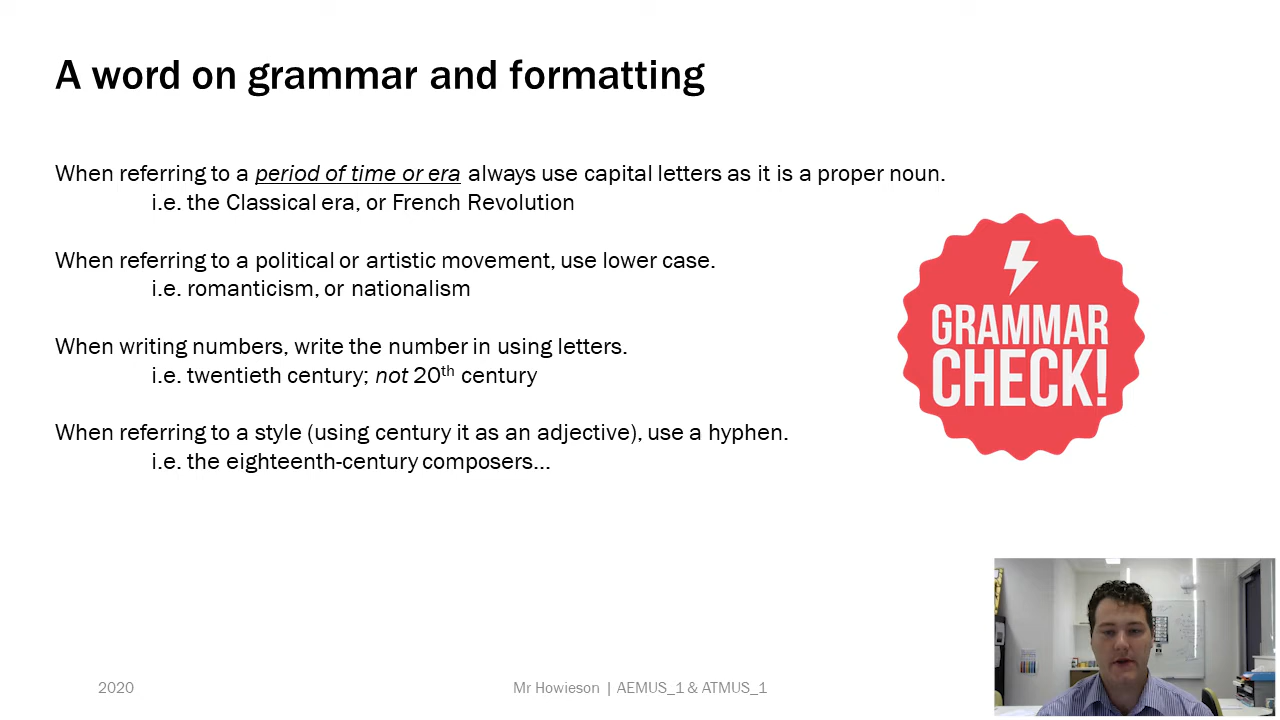 A word on grammar and formatting
When referring to a period of time or era always use capital letters as it is a proper noun.
i.e. the Classical era, or French Revolution
When referring to a political or artistic movement, use lower case.
i.e. romanticism, or nationalism
When writing numbers, write the number in using letters.
i.e. twentieth century; not 20th century
When referring to a style (using century it as an adjective), use a hyphen.
i.e. the eighteenth-century composers...
GRAMMAR
CHECK!
2020
Mr Howieson | AEMUS_1 & ATMUS_1